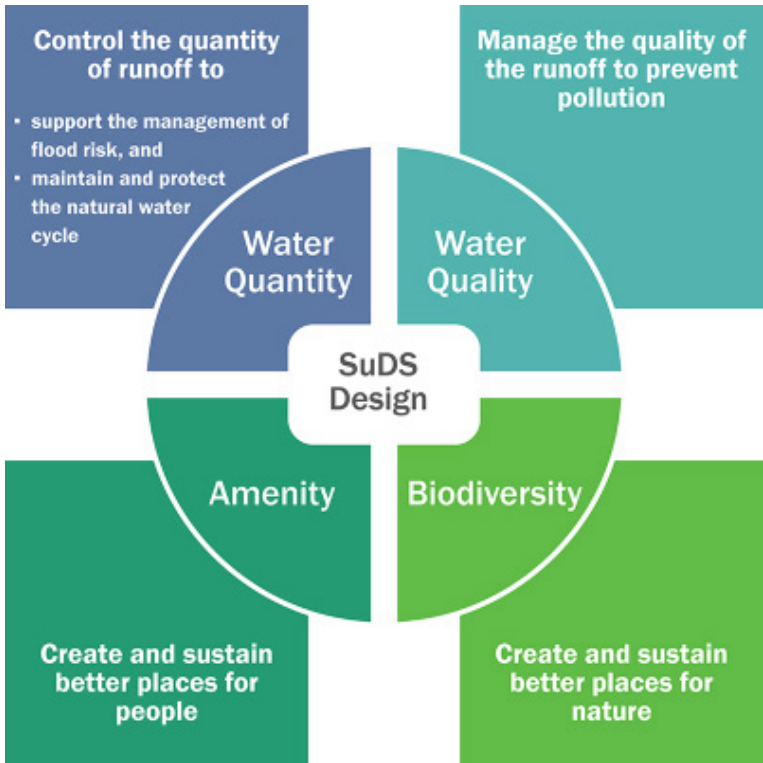 Control the quantity
of runoff to
▪ support the management of
flood risk, and
▪ maintain and protect
the natural water
cycle
Manage the quality of
the runoff to prevent
pollution
Water
Quantity
Water
Quality
SuDS
Design
Amenity
Biodiversity
Create and sustain
better places for
people
Create and sustain
better places for
nature